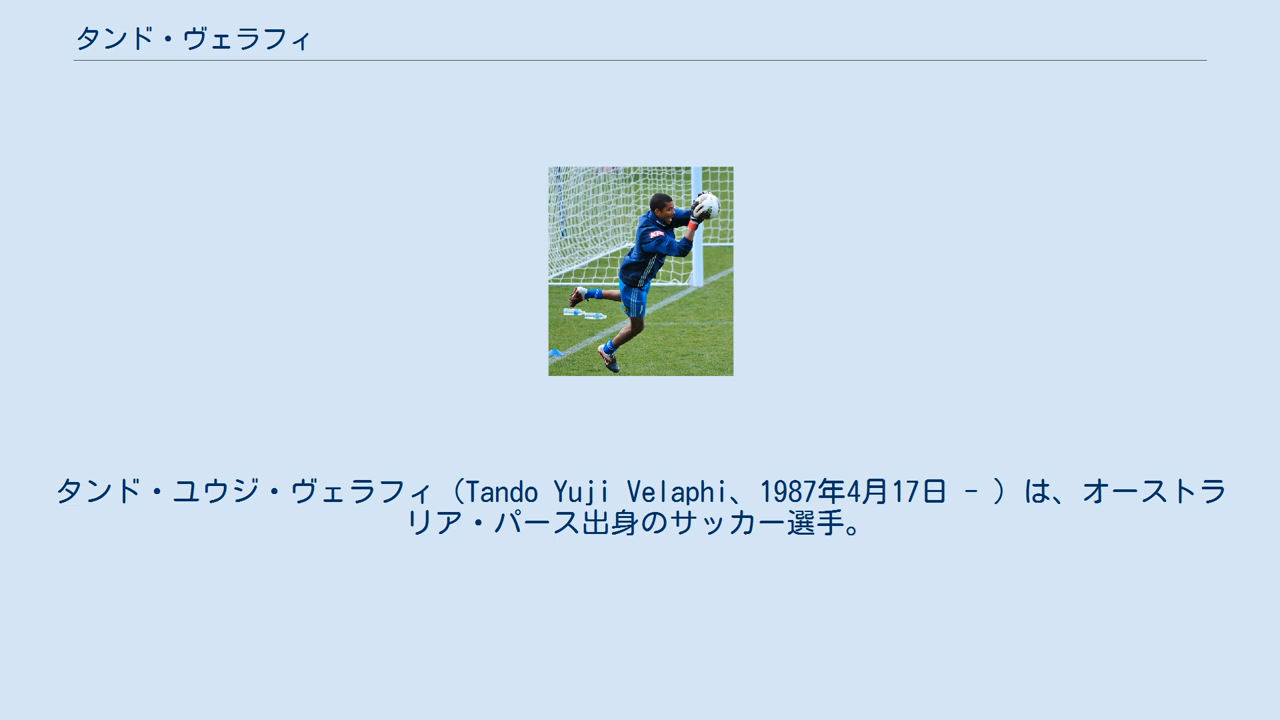 タンド・ヴェラフィ
タンド・ユウジ・ヴェラフィ（Tando Yuji Velaphi、1987年4月17日 - ）は、オーストラ
リア・パース出身のサッカー選手。